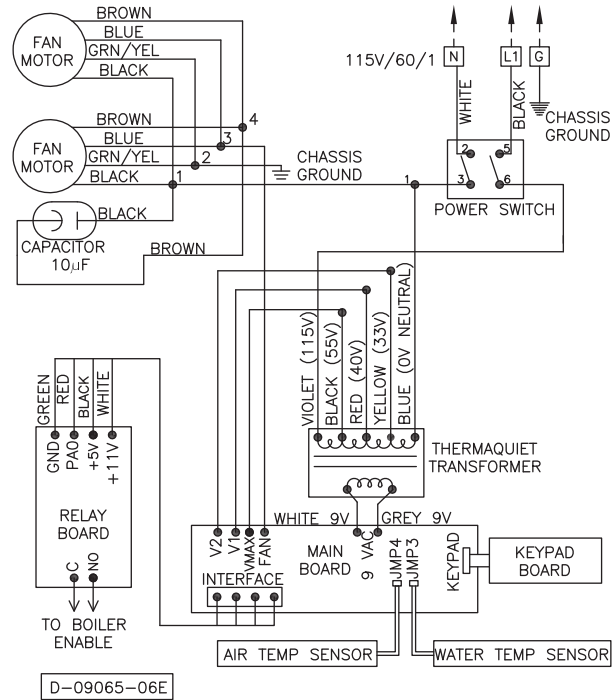 BROWN
BLUE
GRN/YEL
BLACK
FAN
MOTOR
115V/60/1
N
L1
G
WHITE
BLACK
CHASSIS
GROUND
BROWN
4
BLUE
3
GRN/YEL
2
BLACK
1
FAN
MOTOR
CHASSIS
GROUND
1
2
5
3
6
POWER SWITCH
BLACK
CAPACITOR
10μF
BROWN
VIOLET (115V)
BLACK (55V)
RED (40V)
YELLOW (33V)
BLUE (0V NEUTRAL)
THERMAQUIET
TRANSFORMER
GREEN
RED
BLACK
WHITE
GND
PA0
+5V
+11V
RELAY
BOARD
C
NO
TO BOILER
ENABLE
WHITE 9V
GREY 9V
V2
V1
VMAX
FAN
MAIN
BOARD
9 VAC
JMP4
JMP3
KEYPAD
INTERFACE
KEYPAD
BOARD
AIR TEMP SENSOR
WATER TEMP SENSOR
D-09065-06E